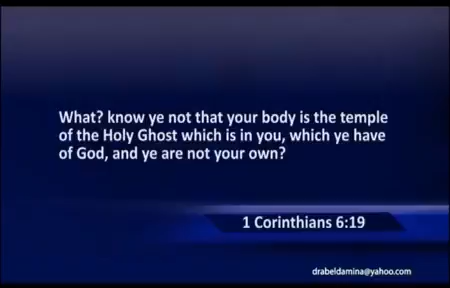 What? know ye not that your body is the temple
of the Holy Ghost which is in you, which ye have
of God, and ye are not your own?
1 Corinthians 6:19
drabeldamina@yahoo.com